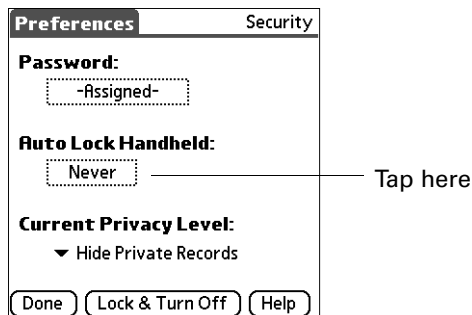 Preferences Security
Password:
-Assigned-
Auto Lock Handheld:
Never
Tap here
Current Privacy Level:
Hide Private Records
Done Lock & Turn Off Help